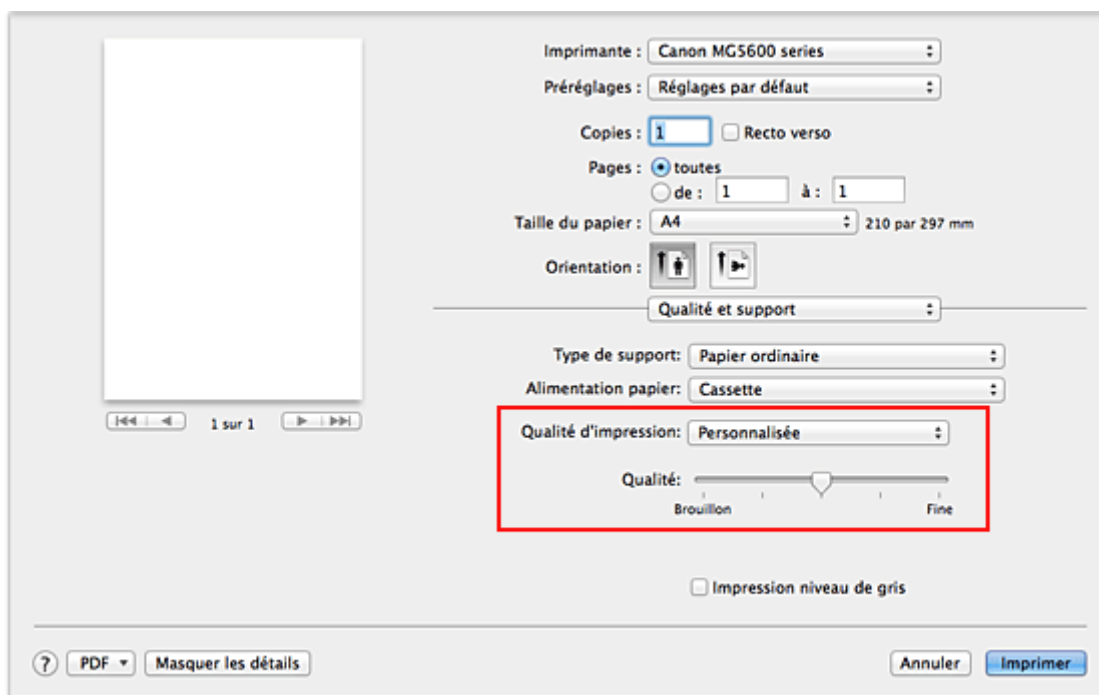 Imprimante : Canon MG5600 series
Préréglages : Réglages par défaut
Copies : 1 Recto verso
Pages : toutes
de : 1 à : 1
Taille du papier : A4 210 par 297 mm
Orientation :
Qualité et support
Type de support: Papier ordinaire
Alimentation papier: Cassette
1 sur 1
Qualité d'impression: Personnalisée
Qualité:
Brouillon Fine
Impression niveau de gris
? PDF Masquer les détails Annuler Imprimer